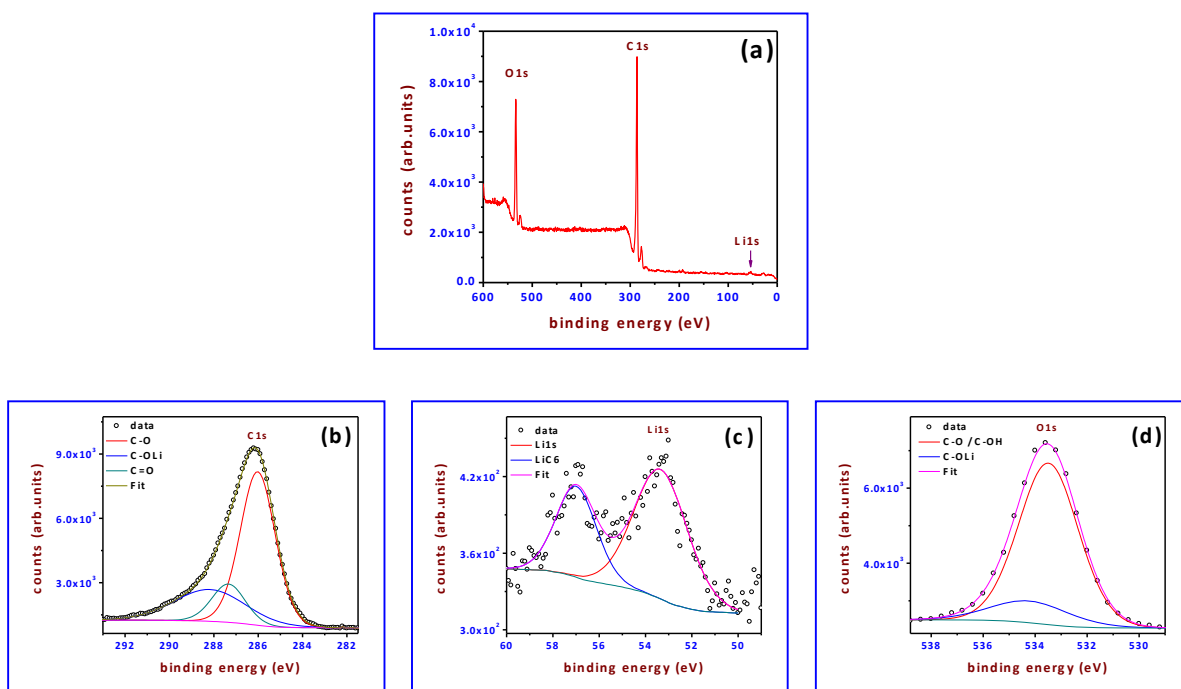 (a)
C1s
O1s
Li1s
counts (arb.units)
1.0x10⁴
8.0x10³
6.0x10³
4.0x10³
2.0x10³
0.0
600 500 400 300 200 100 0
binding energy (eV)
(b)
C1s
data
C-O
C-OLi
C=O
Fit
counts (arb.units)
9.0x10³
6.0x10³
3.0x10³
292 290 288 286 284 282
binding energy (eV)
(c)
Li1s
data
Li1s
LiC6
Fit
counts (arb.units)
4.2x10²
3.6x10²
3.0x10²
60 58 56 54 52 50
binding energy (eV)
(d)
O1s
data
C-O /C-OH
C-OLi
Fit
counts (arb.units)
6.0x10³
4.0x10³
538 536 534 532 530
binding energy (eV)